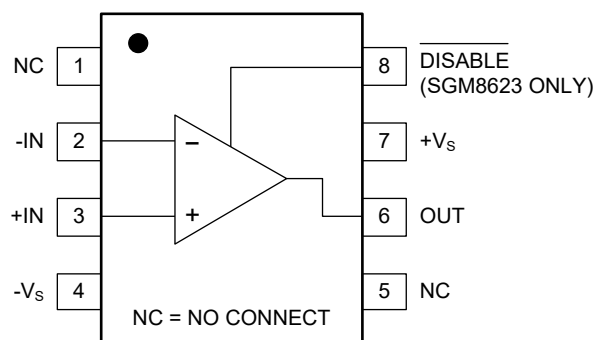 NC 1
-IN 2
+IN 3
-VS 4
8 DISABLE
(SGM8623 ONLY)
7 +VS
6 OUT
5 NC
−
+
NC = NO CONNECT